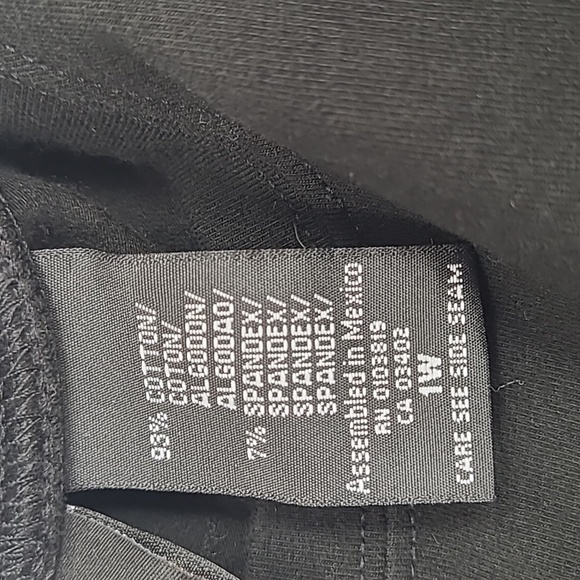 93% COTTON/
COTON/
ALGODON/
ALGODAO/
7% SPANDEX/
SPANDEX/
SPANDEX/
SPANDEX/
Assembled in Mexico
RN 0103819
CA 03402
1W
CARE SEE SIDE SEAM